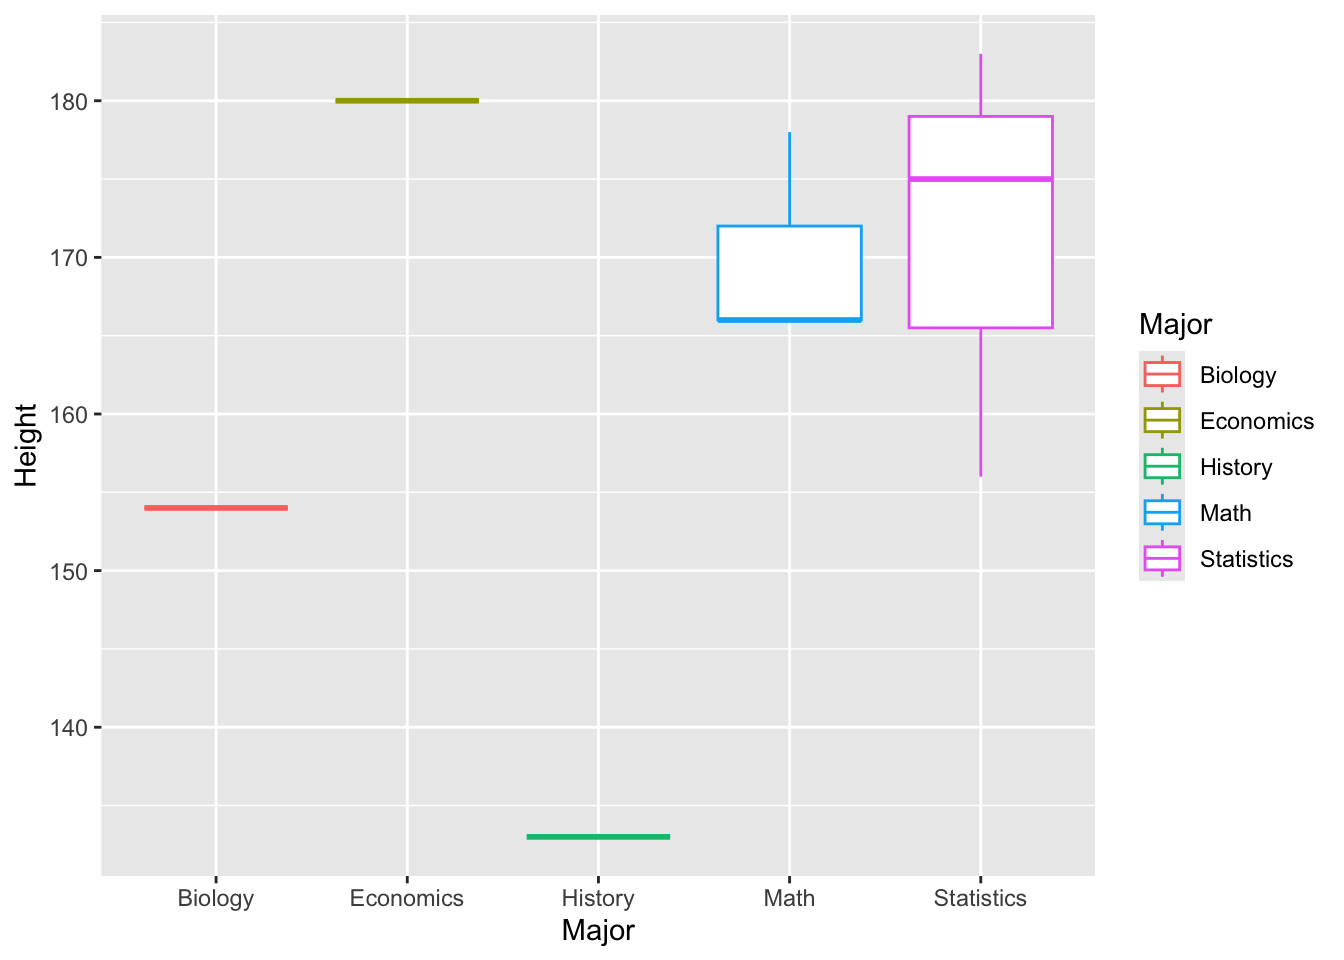 Height
180
170
160
150
140
Biology
Economics
History
Math
Statistics
Major
Major
Biology
Economics
History
Math
Statistics